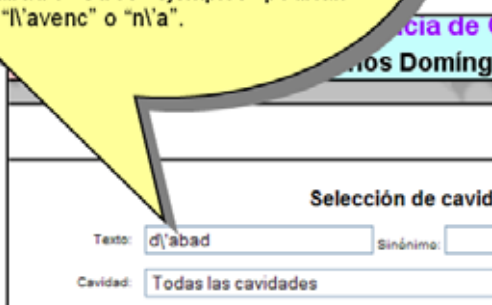 "l\'avenc" o "n\'a".
cia de
os Doming
Selección de cavid
Texto: d\'abad Sinónimo:
Cavidad: Todas las cavidades